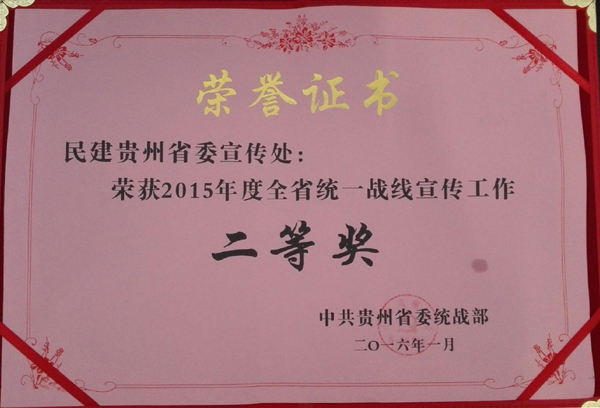 荣誉证书
民建贵州省委宣传处：
荣获2015年度全省统一战线宣传工作
二等奖
中共贵州省委统战部
二〇一六年一月